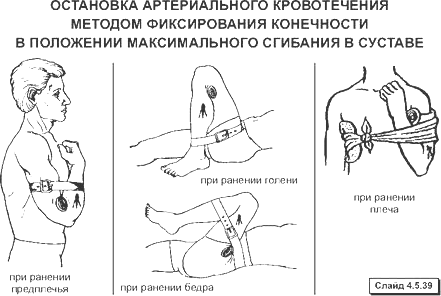 ОСТАНОВКА АРТЕРИАЛЬНОГО КРОВОТЕЧЕНИЯ
МЕТОДОМ ФИКСИРОВАНИЯ КОНЕЧНОСТИ
В ПОЛОЖЕНИИ МАКСИМАЛЬНОГО СГИБАНИЯ В СУСТАВЕ
при ранении
предплечья
при ранении голени
при ранении бедра
при ранении
плеча
Слайд 4.5.39